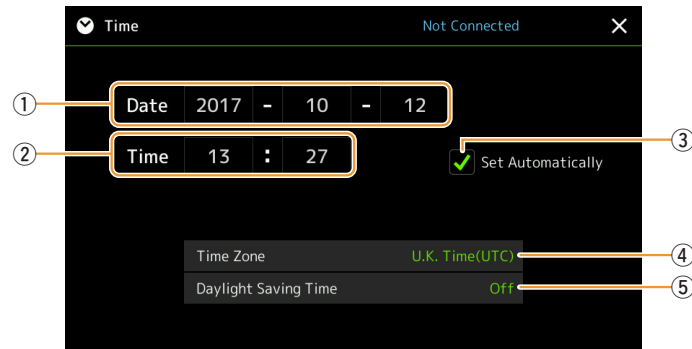 Time Not Connected
① Date 2017 - 10 - 12
② Time 13 : 27
③ Set Automatically
Time Zone U.K. Time(UTC) ④
Daylight Saving Time Off ⑤